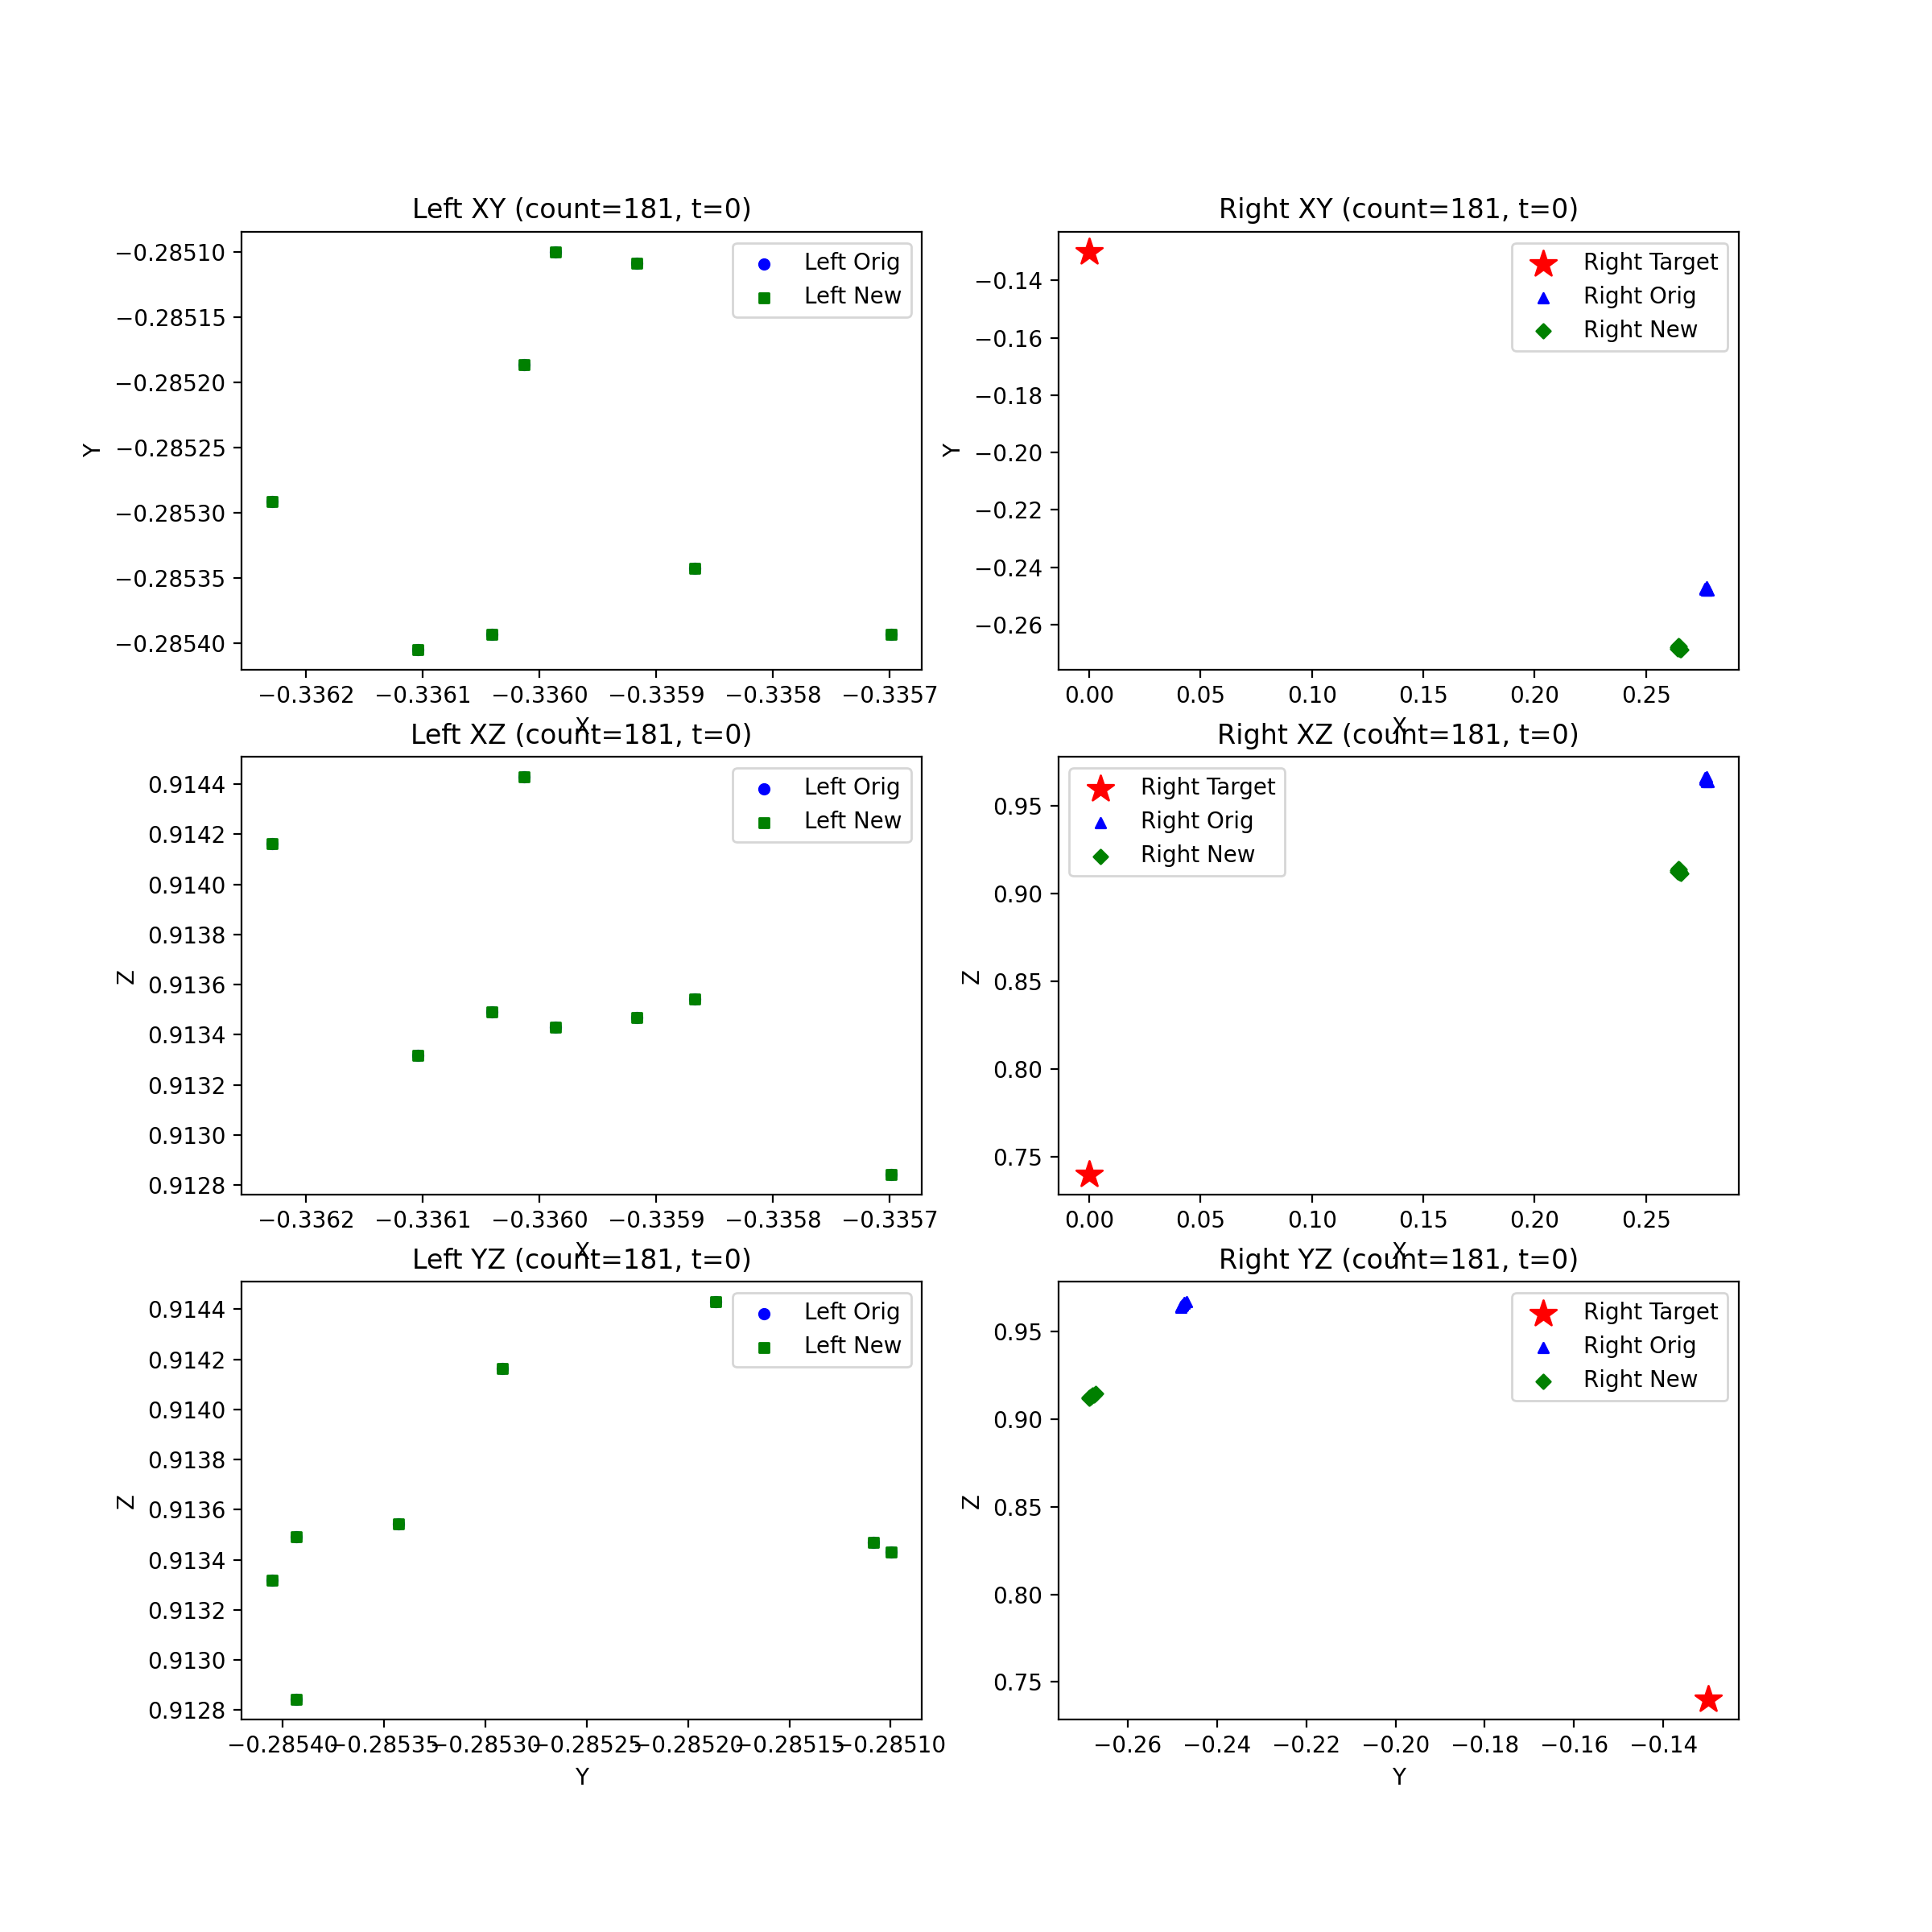 Left XY (count=181, t=0)
Left Orig
Left New
−0.28510
−0.28515
−0.28520
−0.28525
−0.28530
−0.28535
−0.28540
Y
−0.3362
−0.3361
−0.3360
−0.3359
−0.3358
−0.3357
X
Right XY (count=181, t=0)
Right Target
Right Orig
Right New
−0.14
−0.16
−0.18
−0.20
−0.22
−0.24
−0.26
Y
0.00
0.05
0.10
0.15
0.20
0.25
X
Left XZ (count=181, t=0)
Left Orig
Left New
0.9144
0.9142
0.9140
0.9138
0.9136
0.9134
0.9132
0.9130
0.9128
Z
−0.3362
−0.3361
−0.3360
−0.3359
−0.3358
−0.3357
X
Right XZ (count=181, t=0)
Right Target
Right Orig
Right New
0.95
0.90
0.85
0.80
0.75
Z
0.00
0.05
0.10
0.15
0.20
0.25
X
Left YZ (count=181, t=0)
Left Orig
Left New
0.9144
0.9142
0.9140
0.9138
0.9136
0.9134
0.9132
0.9130
0.9128
Z
−0.28540
−0.28535
−0.28530
−0.28525
−0.28520
−0.28515
−0.28510
Y
Right YZ (count=181, t=0)
Right Target
Right Orig
Right New
0.95
0.90
0.85
0.80
0.75
Z
−0.26
−0.24
−0.22
−0.20
−0.18
−0.16
−0.14
Y